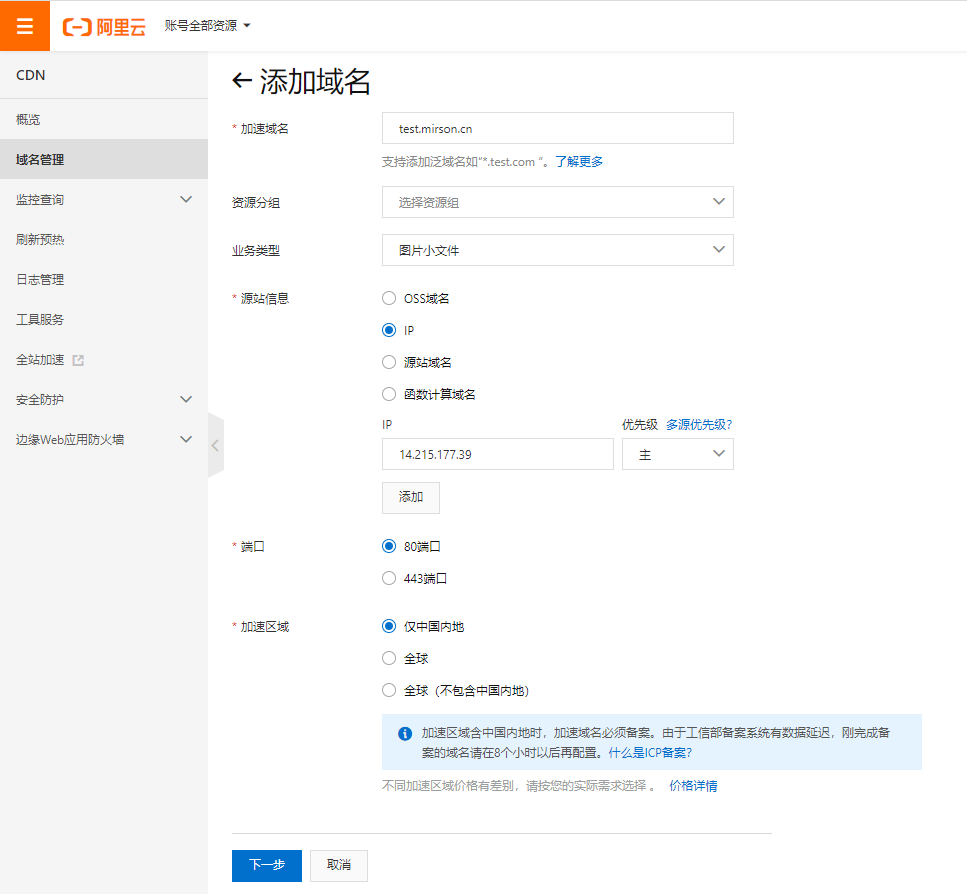 阿里云 账号全部资源
CDN
概览
域名管理
监控查询
刷新预热
日志管理
工具服务
全站加速
安全防护
边缘Web应用防火墙
添加域名
* 加速域名 test.mirson.cn
支持添加泛域名如“*.test.com ”。了解更多
资源分组 选择资源组
业务类型 图片小文件
* 源站信息 OSS域名
IP
源站域名
函数计算域名
IP 优先级 多源优先级?
14.215.177.39 主
添加
* 端口 80端口
443端口
* 加速区域 仅中国内地
全球
全球（不包含中国内地）
加速区域含中国内地时，加速域名必须备案。由于工信部备案系统有数据延迟，刚完成备
案的域名请在8个小时以后再配置。什么是ICP备案?
不同加速区域价格有差别，请按您的实际需求选择 。 价格详情
下一步 取消